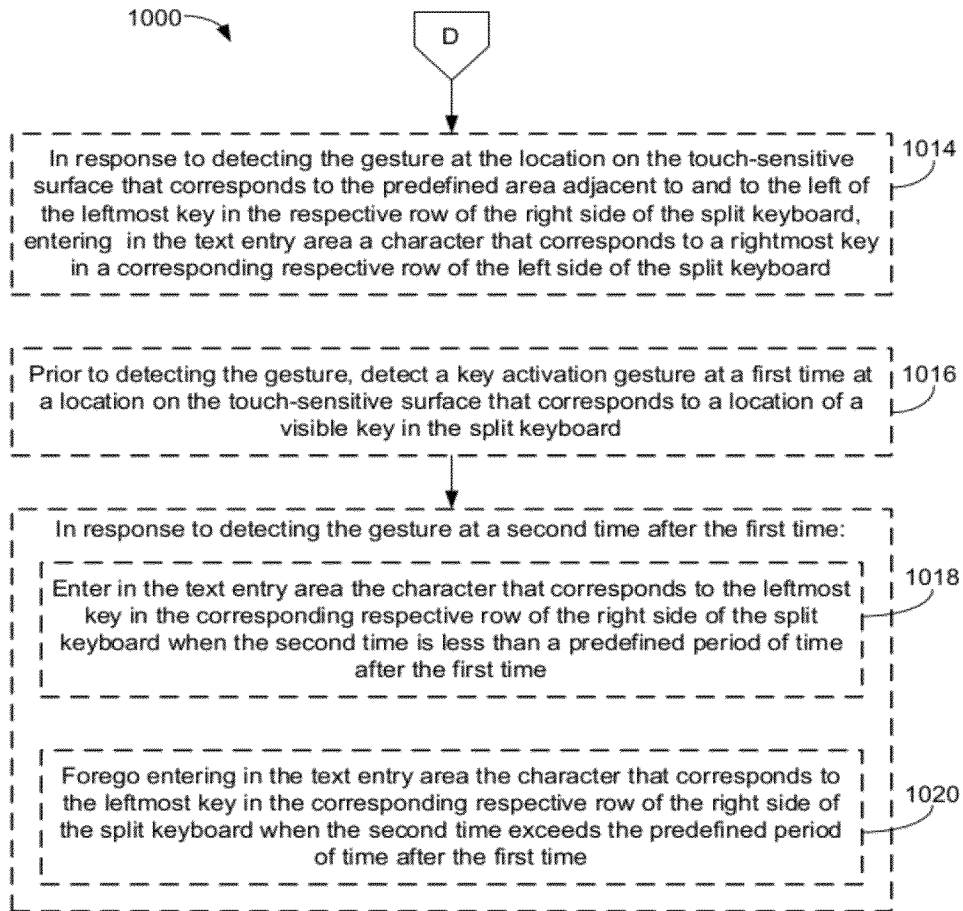 1000
D
In response to detecting the gesture at the location on the touch-sensitive
surface that corresponds to the predefined area adjacent to and to the left of
the leftmost key in the respective row of the right side of the split keyboard,
entering in the text entry area a character that corresponds to a rightmost key
in a corresponding respective row of the left side of the split keyboard
1014
Prior to detecting the gesture, detect a key activation gesture at a first time at
a location on the touch-sensitive surface that corresponds to a location of a
visible key in the split keyboard
1016
In response to detecting the gesture at a second time after the first time:
Enter in the text entry area the character that corresponds to the leftmost
key in the corresponding respective row of the right side of the split
keyboard when the second time is less than a predefined period of time
after the first time
1018
Forego entering in the text entry area the character that corresponds to
the leftmost key in the corresponding respective row of the right side of
the split keyboard when the second time exceeds the predefined period
of time after the first time
1020